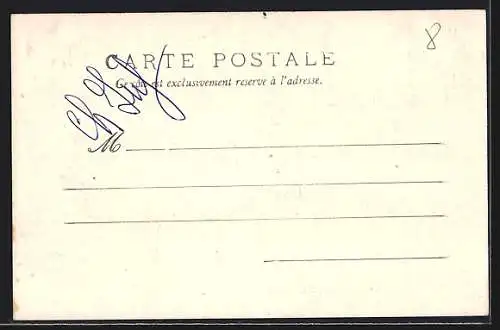 8
CARTE POSTALE
Ce côté est exclusivement reservé à l'adresse.
M